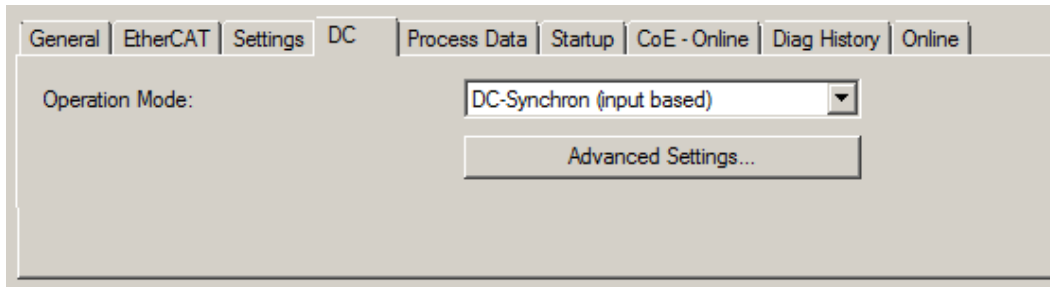 General EtherCAT Settings DC Process Data Startup CoE - Online Diag History Online
Operation Mode: DC-Synchron (input based)
Advanced Settings...